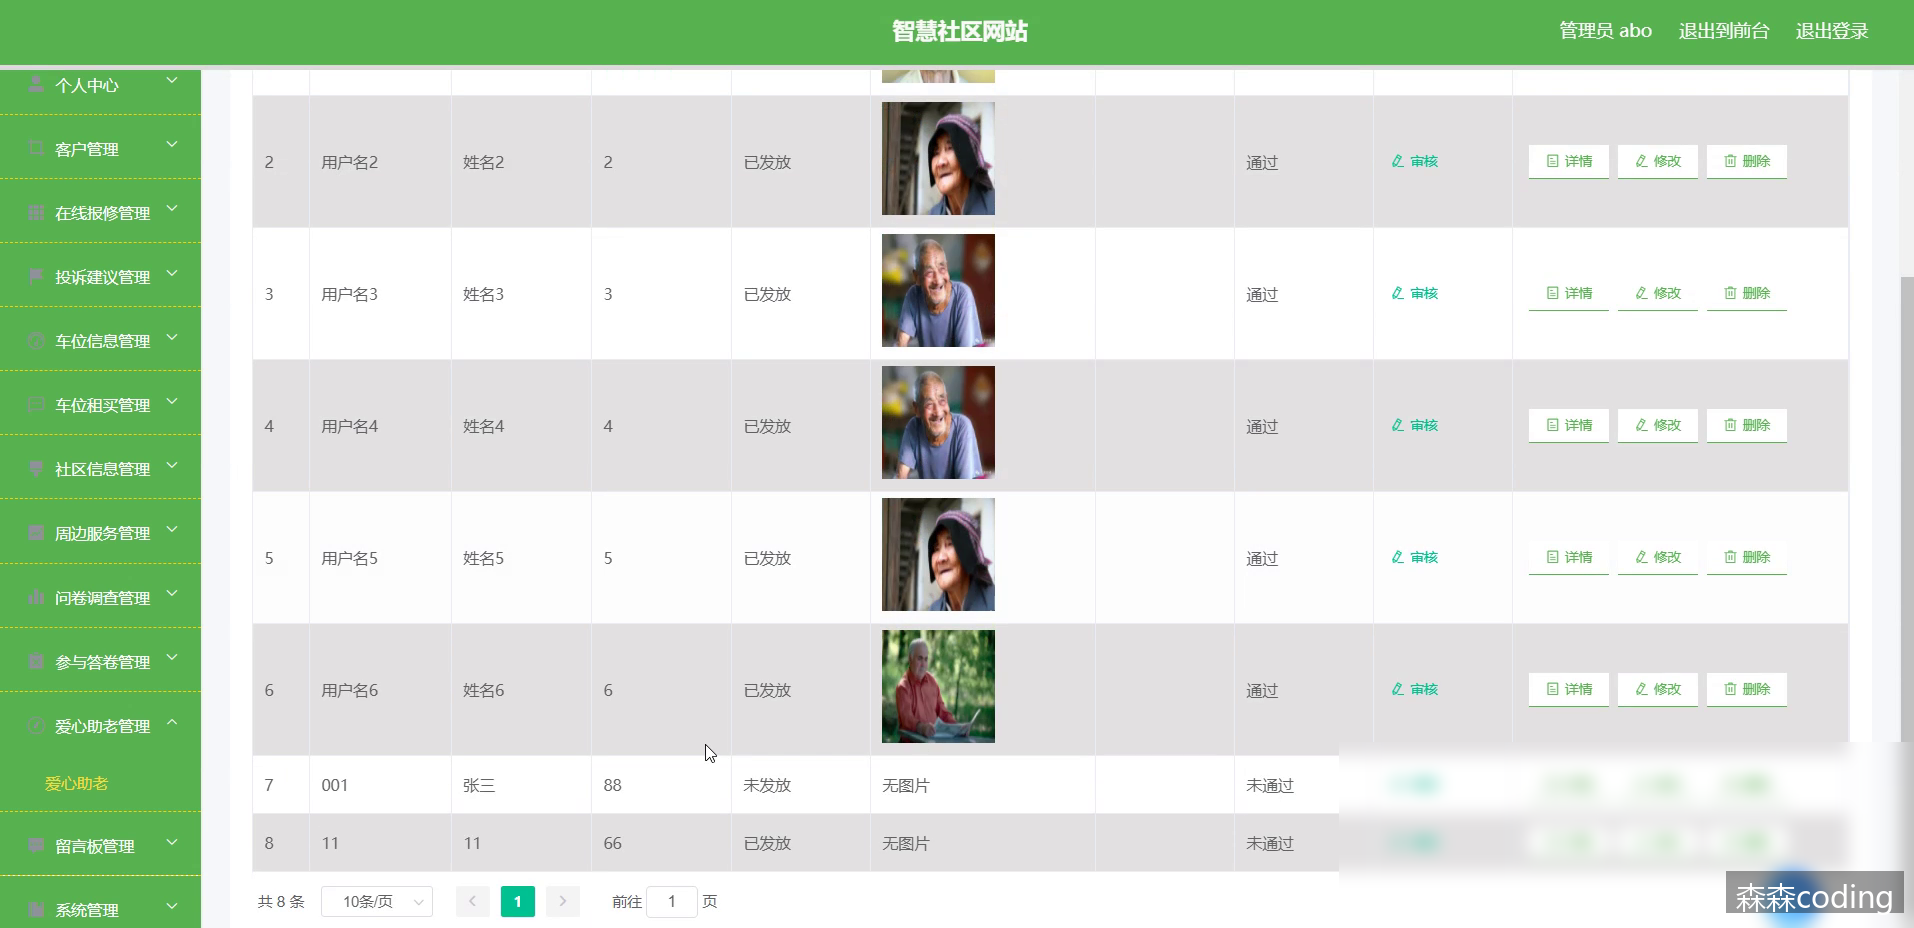 智慧社区网站
管理员 abo 退出到前台 退出登录
个人中心
客户管理
在线报修管理
投诉建议管理
车位信息管理
车位租买管理
社区信息管理
周边服务管理
问卷调查管理
参与答卷管理
爱心助老管理
爱心助老
留言板管理
系统管理
2 用户名2 姓名2 2 已发放 通过 审核 详情 修改 删除
3 用户名3 姓名3 3 已发放 通过 审核 详情 修改 删除
4 用户名4 姓名4 4 已发放 通过 审核 详情 修改 删除
5 用户名5 姓名5 5 已发放 通过 审核 详情 修改 删除
6 用户名6 姓名6 6 已发放 通过 审核 详情 修改 删除
7 001 张三 88 未发放 无图片 未通过
8 11 11 66 已发放 无图片 未通过
共 8 条 10条/页 1 前往 1 页
森森coding